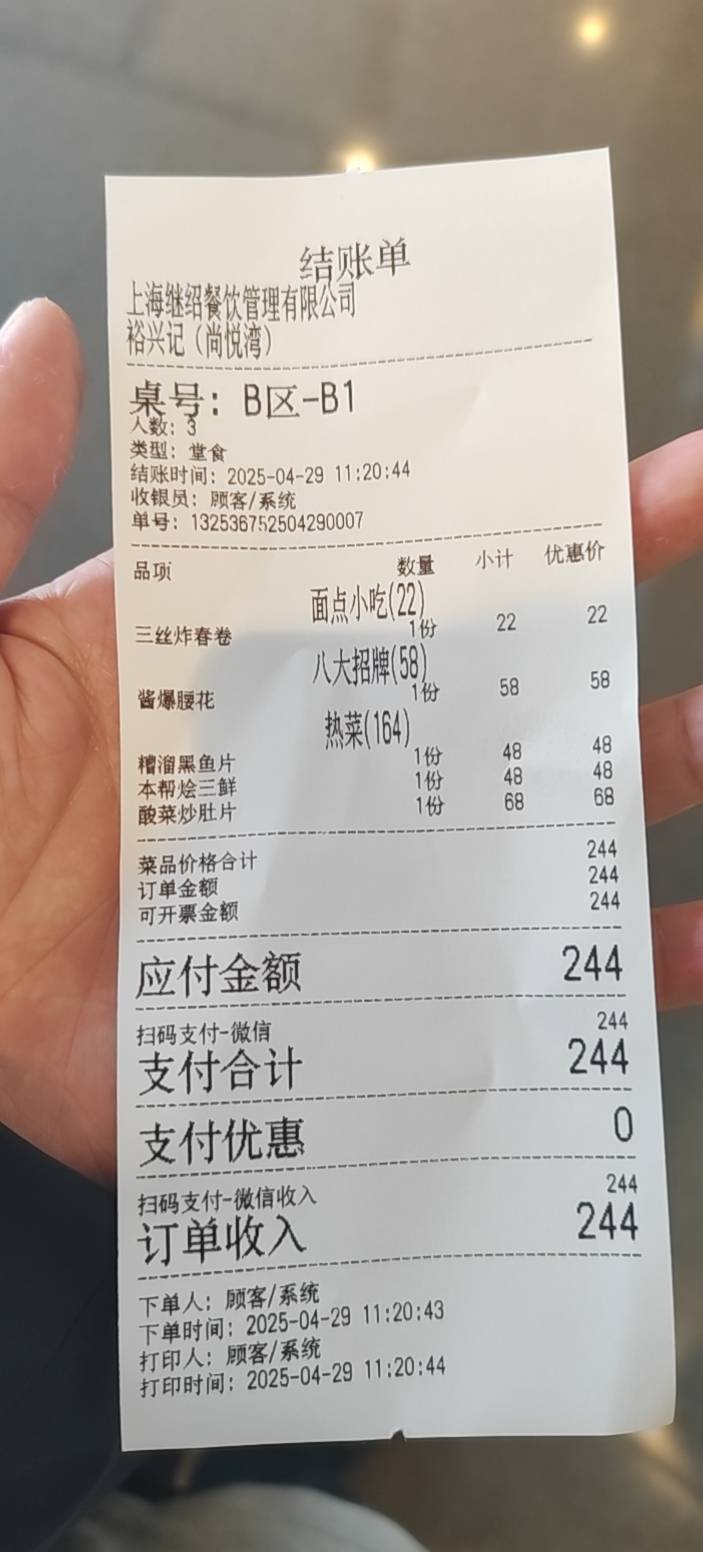 结账单
上海继绍餐饮管理有限公司
裕兴记（尚悦湾）
桌号: B区-B1
人数: 3
类型: 堂食
结账时间: 2025-04-29 11:20:44
收银员: 顾客/系统
单号: 132536752504290007
品项 数量 小计 优惠价
面点小吃(22)
三丝炸春卷 1份 22 22
八大招牌(58)
酱爆腰花 1份 58 58
热菜(164)
糟溜黑鱼片 1份 48 48
本帮烩三鲜 1份 48 48
酸菜炒肚片 1份 68 68
菜品价格合计 244
订单金额 244
可开票金额 244
应付金额 244
扫码支付-微信 244
支付合计 244
支付优惠 0
扫码支付-微信收入 244
订单收入 244
下单人: 顾客/系统
下单时间: 2025-04-29 11:20:43
打印人: 顾客/系统
打印时间: 2025-04-29 11:20:44